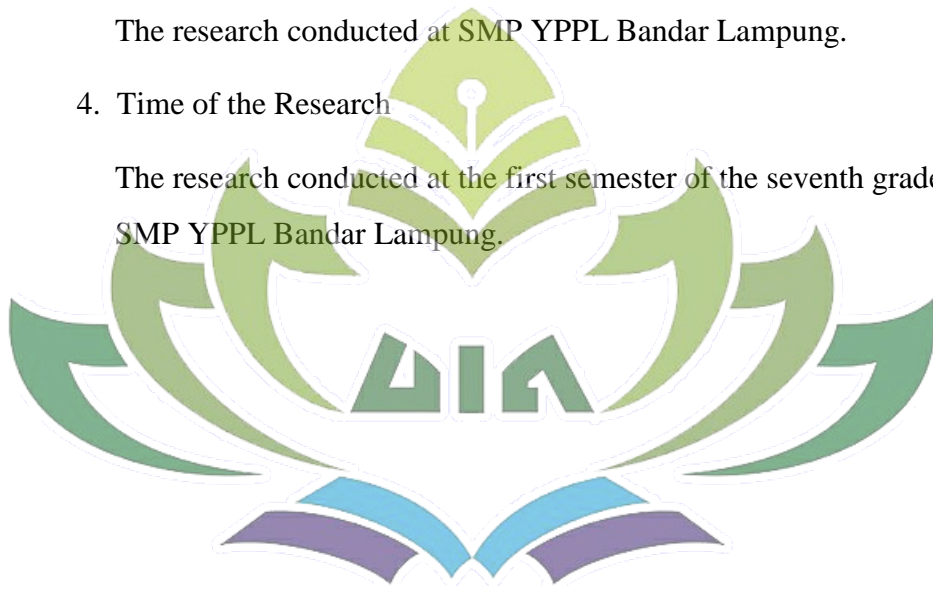 The research conducted at SMP YPPL Bandar Lampung.
4. Time of the Research
The research conducted at the first semester of the seventh grade
SMP YPPL Bandar Lampung.
UIN